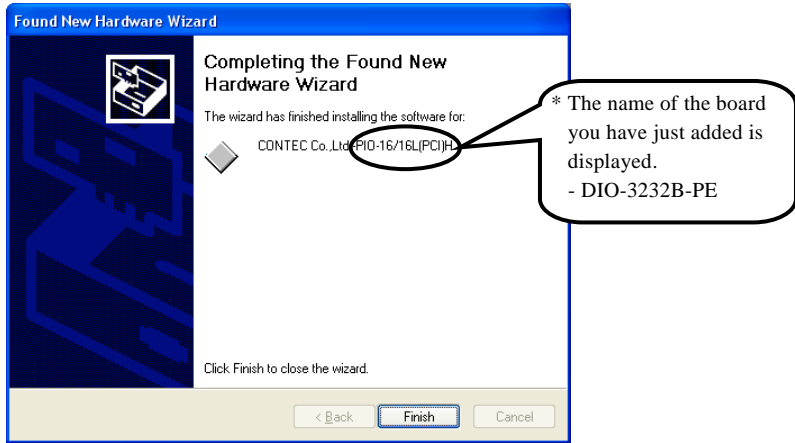 Found New Hardware Wizard
Completing the Found New
Hardware Wizard
The wizard has finished installing the software for:
CONTEC Co.,Ltd. PIO-16/16L(PCI)H
Click Finish to close the wizard.
< Back
Finish
Cancel
* The name of the board
you have just added is
displayed.
- DIO-3232B-PE